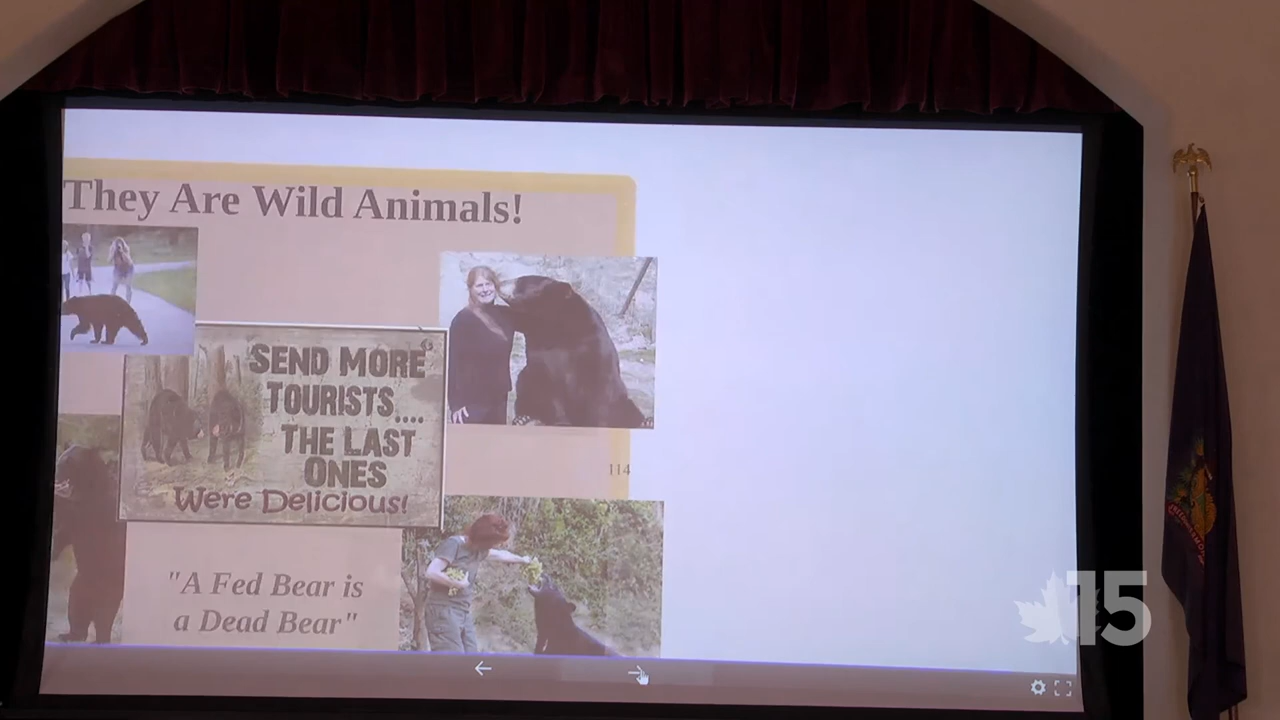 They Are Wild Animals!
SEND MORE
TOURISTS....
THE LAST
ONES
Were Delicious!
114
"A Fed Bear is
a Dead Bear"
15